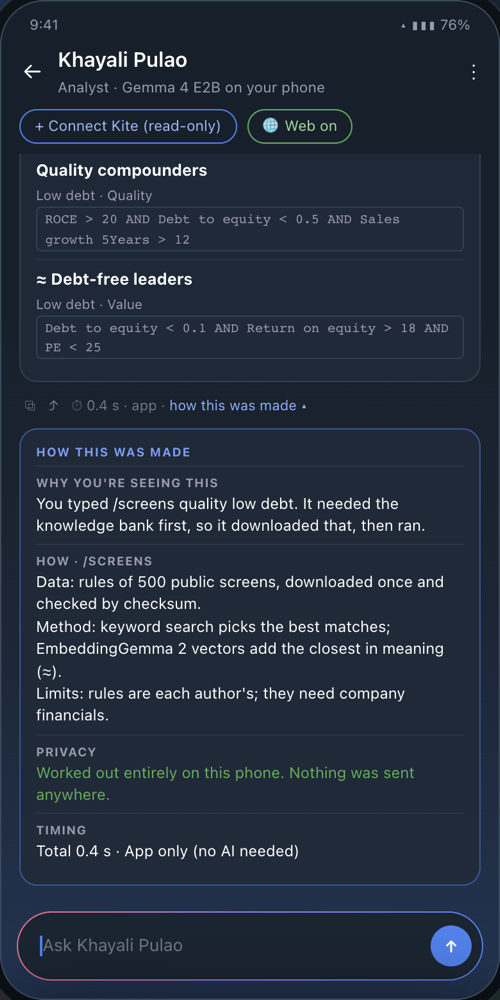 9:41
76%
Khayali Pulao
Analyst · Gemma 4 E2B on your phone
+ Connect Kite (read-only)
🌐 Web on
Quality compounders
Low debt · Quality
ROCE > 20 AND Debt to equity < 0.5 AND Sales
growth 5Years > 12
≈ Debt-free leaders
Low debt · Value
Debt to equity < 0.1 AND Return on equity > 18 AND
PE < 25
0.4 s · app · how this was made
HOW THIS WAS MADE
WHY YOU'RE SEEING THIS
You typed /screens quality low debt. It needed the
knowledge bank first, so it downloaded that, then ran.
HOW · /SCREENS
Data: rules of 500 public screens, downloaded once and
checked by checksum.
Method: keyword search picks the best matches;
EmbeddingGemma 2 vectors add the closest in meaning
(≈).
Limits: rules are each author's; they need company
financials.
PRIVACY
Worked out entirely on this phone. Nothing was sent
anywhere.
TIMING
Total 0.4 s · App only (no AI needed)
Ask Khayali Pulao